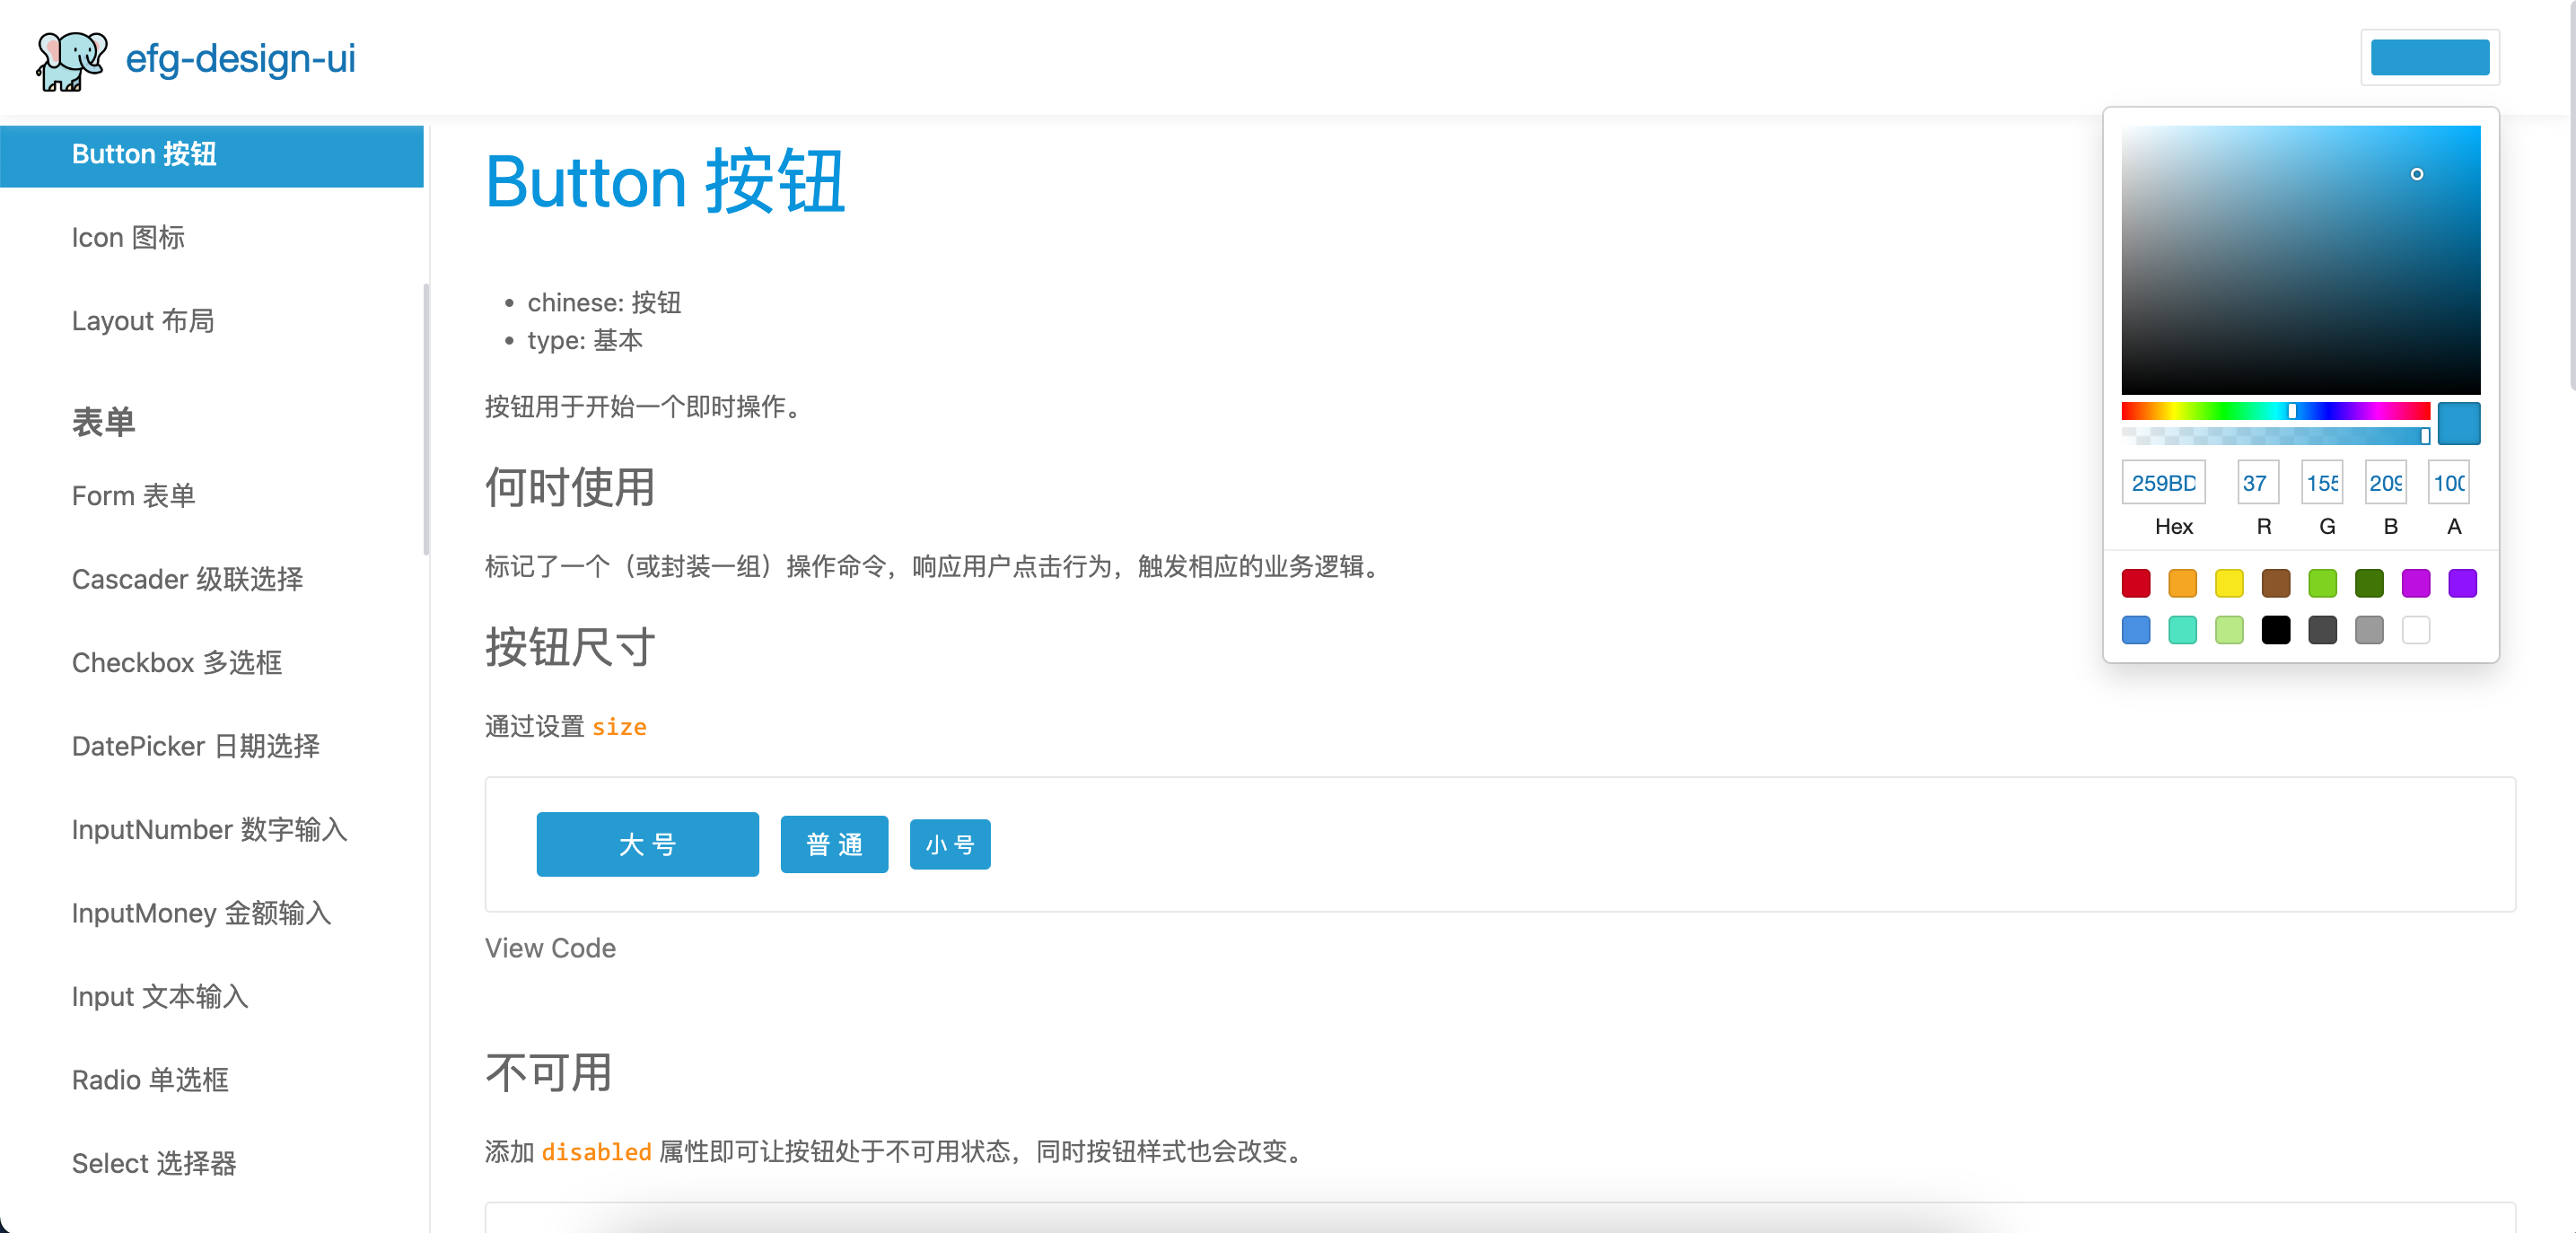 efg-design-ui
Button 按钮
Icon 图标
Layout 布局
表单
Form 表单
Cascader 级联选择
Checkbox 多选框
DatePicker 日期选择
InputNumber 数字输入
InputMoney 金额输入
Input 文本输入
Radio 单选框
Select 选择器
Button 按钮
chinese: 按钮
type: 基本
按钮用于开始一个即时操作。
何时使用
标记了一个（或封装一组）操作命令，响应用户点击行为，触发相应的业务逻辑。
按钮尺寸
通过设置 size
大 号 普 通 小 号
View Code
不可用
添加 disabled 属性即可让按钮处于不可用状态，同时按钮样式也会改变。
259BD 37 155 209 100
Hex R G B A